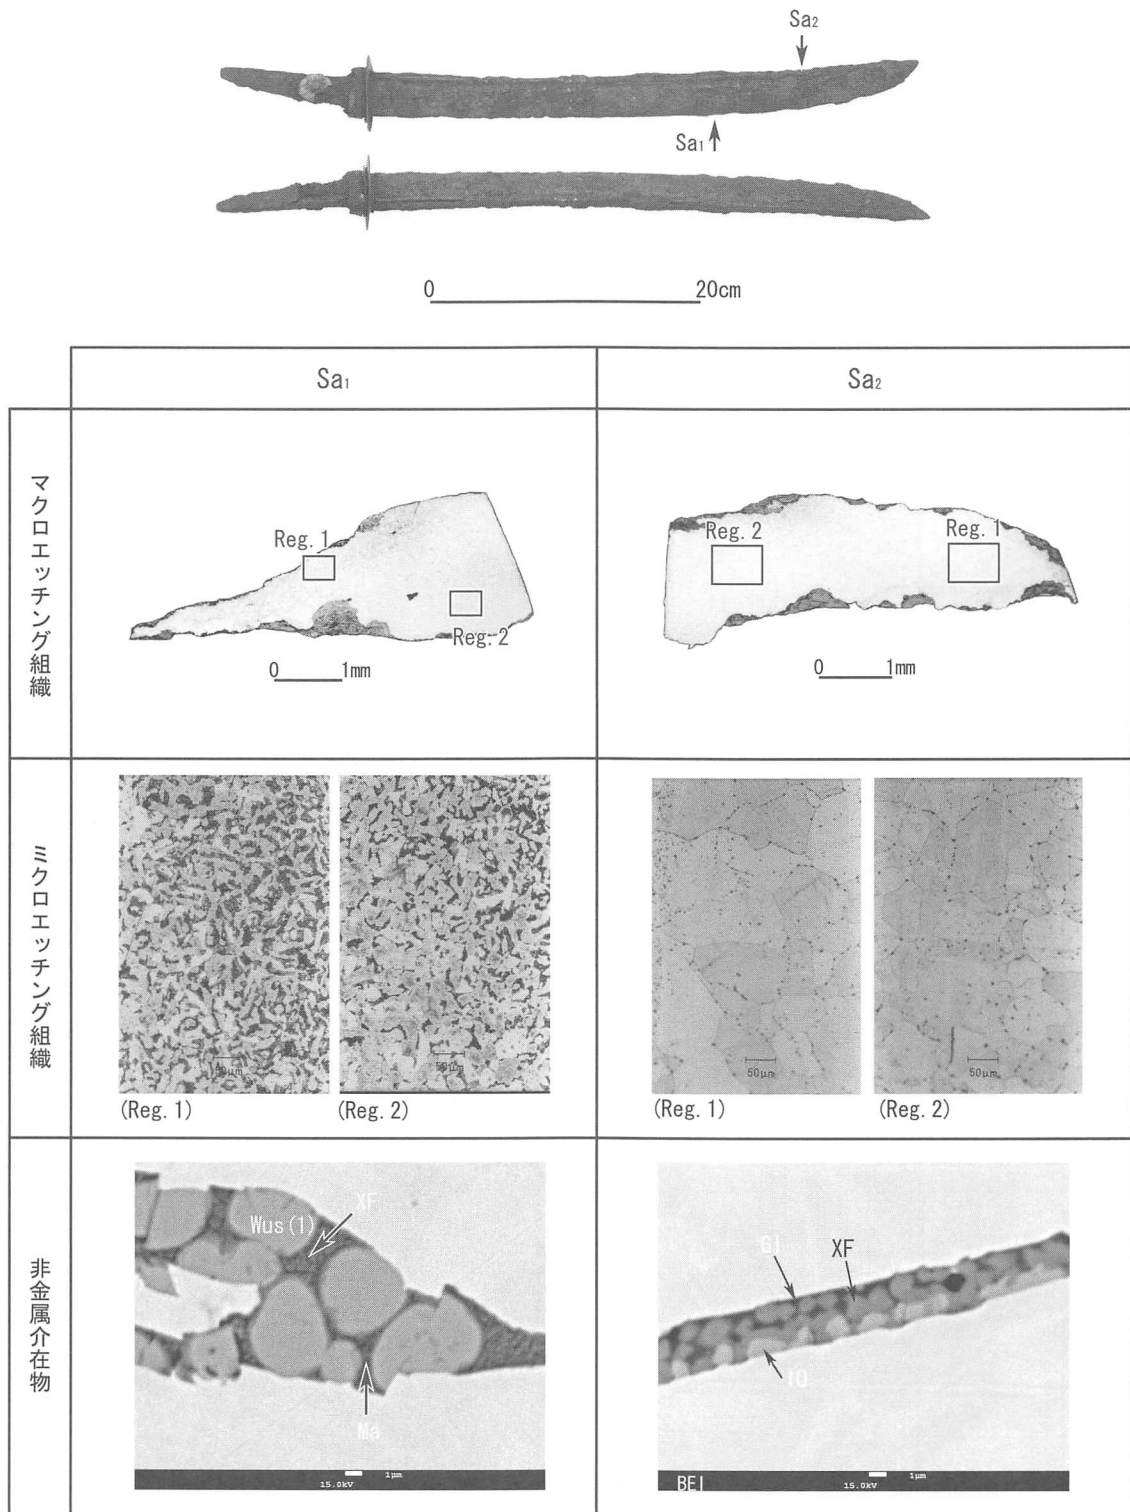 Sa₂
Sa₁
0 20cm
Sa₁ Sa₂
マクロエッチング組織
Reg. 1
Reg. 2
0 1mm
Reg. 2
Reg. 1
0 1mm
ミクロエッチング組織
50μm
50μm
50μm
50μm
(Reg. 1) (Reg. 2) (Reg. 1) (Reg. 2)
非金属介在物
Wus(1)
XF
Ma
15.0kV 1μm
Gl
XF
IO
BEI 15.0kV 1μm